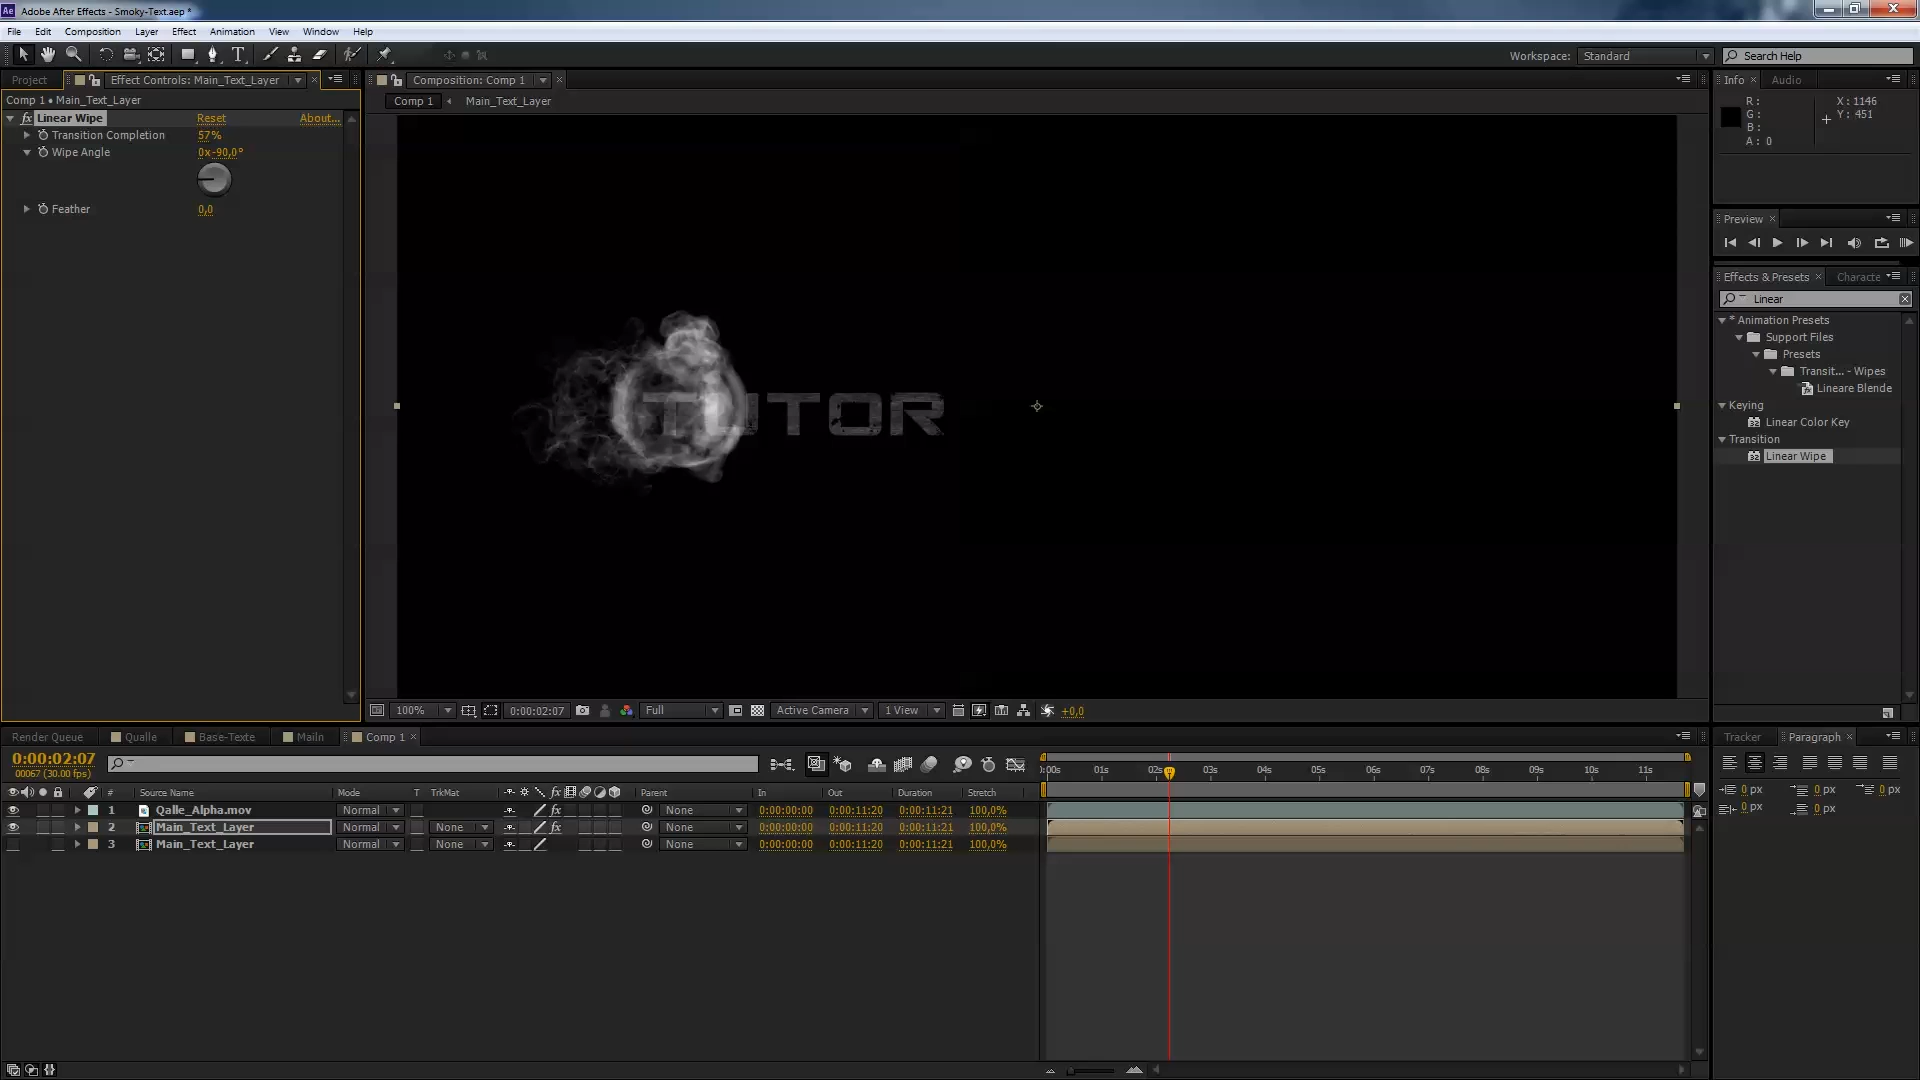 Adobe After Effects - Smoky-Text.aep *
File Edit Composition Layer Effect Animation View Window Help
Workspace: Standard Search Help
Project Effect Controls: Main_Text_Layer
Comp 1 • Main_Text_Layer
fx Linear Wipe Reset About...
Transition Completion 57%
Wipe Angle 0x-90,0°
Feather 0,0
Composition: Comp 1
Comp 1 Main_Text_Layer
TUTOR
100% 0:00:02:07 Full Active Camera 1 View +0,0
Info Audio
R: X: 1146
G: Y: 451
B:
A: 0
Preview
Effects & Presets Characte
Linear
* Animation Presets
Support Files
Presets
Transit... - Wipes
Lineare Blende
Keying
Linear Color Key
Transition
Linear Wipe
Render Queue Qualle Base-Texte Mailn Comp 1
0:00:02:07
00067 (30.00 fps)
# Source Name Mode T TrkMat Parent In Out Duration Stretch
1 Qalle_Alpha.mov Normal None 0:00:00:00 0:00:11:20 0:00:11:21 100,0%
2 Main_Text_Layer Normal None None 0:00:00:00 0:00:11:20 0:00:11:21 100,0%
3 Main_Text_Layer Normal None None 0:00:00:00 0:00:11:20 0:00:11:21 100,0%
0:00s 01s 02s 03s 04s 05s 06s 07s 08s 09s 10s 11s
Tracker Paragraph
0 px 0 px 0 px
0 px 0 px